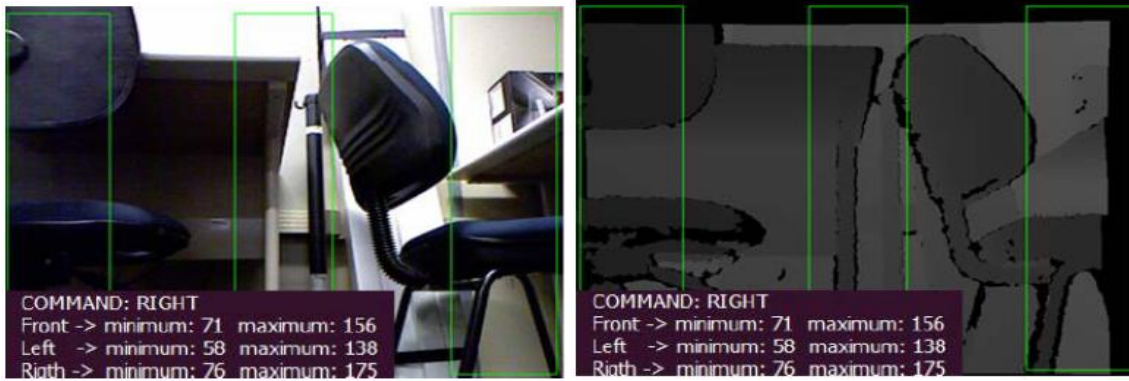 COMMAND: RIGHT
Front -> minimum: 71 maximum: 156
Left -> minimum: 58 maximum: 138
Rigth -> minimum: 76 maximum: 175
COMMAND: RIGHT
Front -> minimum: 71 maximum: 156
Left -> minimum: 58 maximum: 138
Rigth -> minimum: 76 maximum: 175